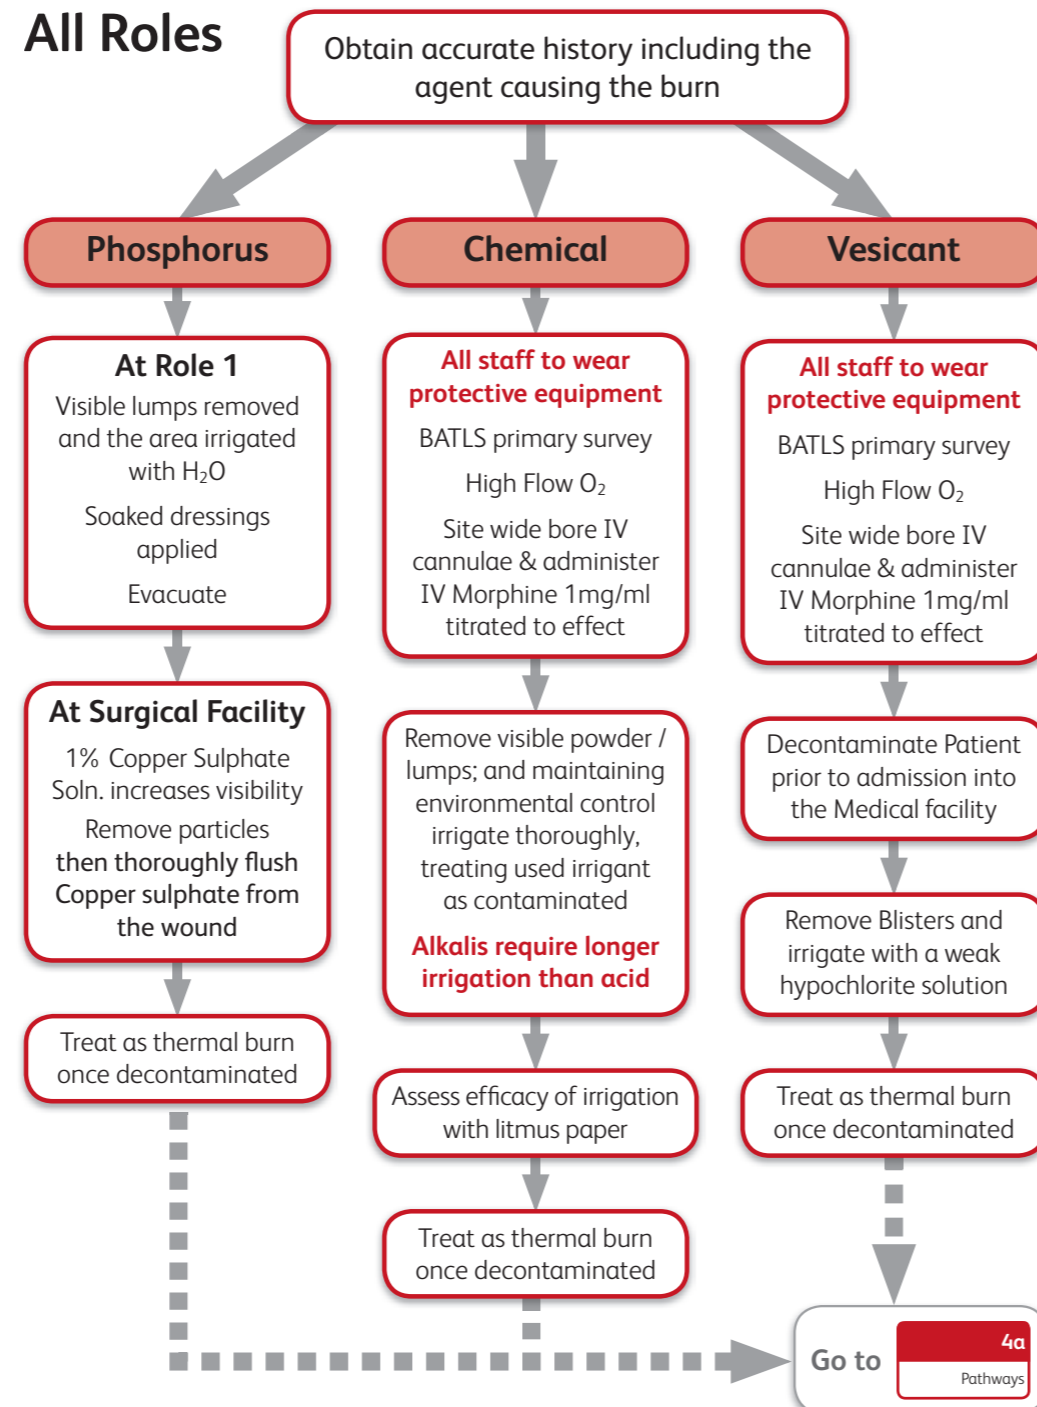 All Roles
Obtain accurate history including the
agent causing the burn
Phosphorus
At Role 1
Visible lumps removed
and the area irrigated
with H₂O
Soaked dressings
applied
Evacuate
At Surgical Facility
1% Copper Sulphate
Soln. increases visibility
Remove particles
then thoroughly flush
Copper sulphate from
the wound
Treat as thermal burn
once decontaminated
Chemical
All staff to wear
protective equipment
BATLS primary survey
High Flow O₂
Site wide bore IV
cannulae & administer
IV Morphine 1mg/ml
titrated to effect
Remove visible powder /
lumps; and maintaining
environmental control
irrigate thoroughly,
treating used irrigant
as contaminated
Alkalis require longer
irrigation than acid
Assess efficacy of irrigation
with litmus paper
Treat as thermal burn
once decontaminated
Vesicant
All staff to wear
protective equipment
BATLS primary survey
High Flow O₂
Site wide bore IV
cannulae & administer
IV Morphine 1mg/ml
titrated to effect
Decontaminate Patient
prior to admission into
the Medical facility
Remove Blisters and
irrigate with a weak
hypochlorite solution
Treat as thermal burn
once decontaminated
Go to
4a
Pathways